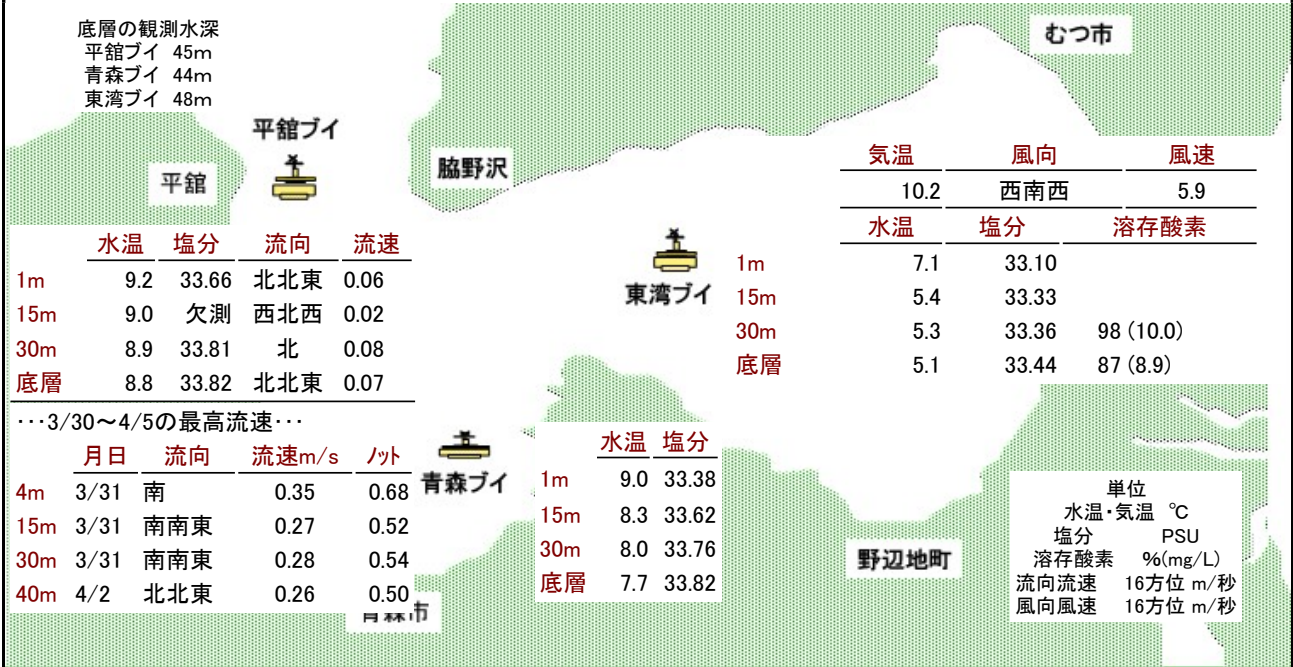 底層の観測水深
平舘ブイ 45m
青森ブイ 44m
東湾ブイ 48m
むつ市
平舘ブイ
平舘
脇野沢
気温 風向 風速
10.2 西南西 5.9
水温 塩分 溶存酸素
1m 7.1 33.10
15m 5.4 33.33
30m 5.3 33.36 98 (10.0)
底層 5.1 33.44 87 (8.9)
東湾ブイ
水温 塩分 流向 流速
1m 9.2 33.66 北北東 0.06
15m 9.0 欠測 西北西 0.02
30m 8.9 33.81 北 0.08
底層 8.8 33.82 北北東 0.07
…3/30～4/5の最高流速…
月日 流向 流速m/s ノット
4m 3/31 南 0.35 0.68
15m 3/31 南南東 0.27 0.52
30m 3/31 南南東 0.28 0.54
40m 4/2 北北東 0.26 0.50
青森ブイ
水温 塩分
1m 9.0 33.38
15m 8.3 33.62
30m 8.0 33.76
底層 7.7 33.82
青森市
野辺地町
単位
水温・気温 ℃
塩分 PSU
溶存酸素 %(mg/L)
流向流速 16方位 m/秒
風向風速 16方位 m/秒